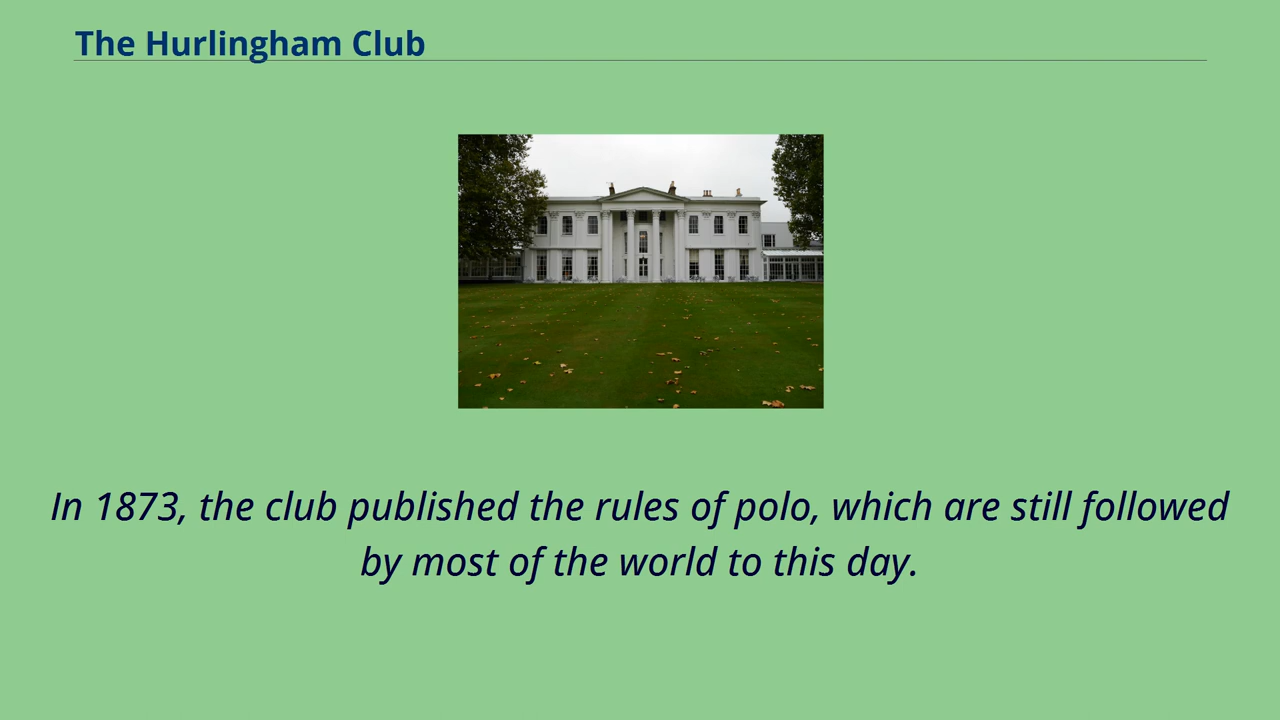 The Hurlingham Club
In 1873, the club published the rules of polo, which are still followed
by most of the world to this day.